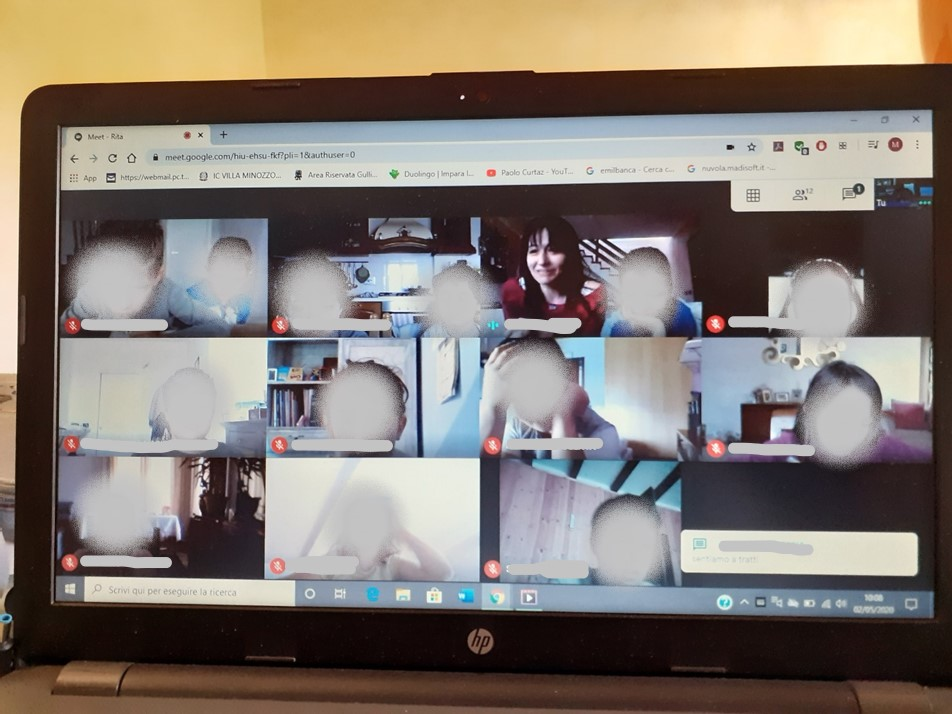 Meet - Rita
meet.google.com/hiu-ehsu-fkf?pli=1&authuser=0
App https://webmail.pc.t... IC VILLA MINOZZO... Area Riservata Gulli... Duolingo | Impara l... Paolo Curtaz - YouT... emilbanca - Cerca c... nuvola.madisoft.it -...
M
12
1
Tu
sentiamo a tratti
Scrivi qui per eseguire la ricerca
10:08
02/05/2020
hp